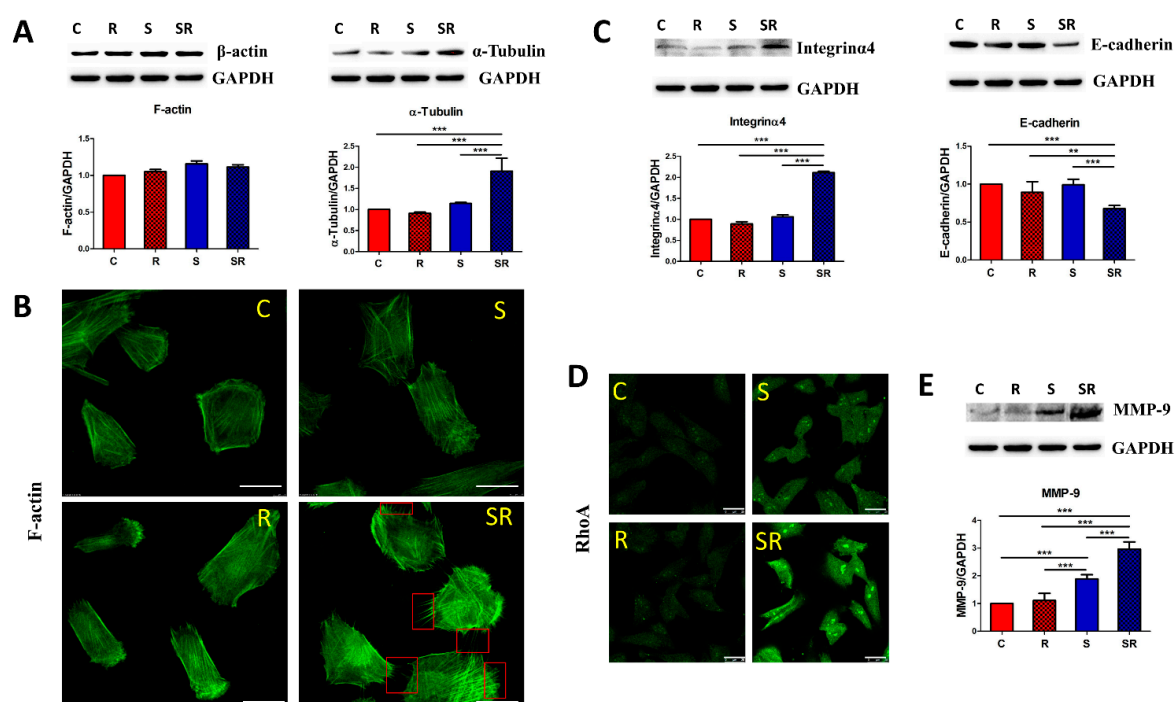 A
C R S SR
β-actin
GAPDH
F-actin
F-actin/GAPDH
1.5
1.0
0.5
0.0
C R S SR
C R S SR
α-Tubulin
GAPDH
α-Tubulin
***
***
***
α-Tubulin/GAPDH
2.5
2.0
1.5
1.0
0.5
0.0
C R S SR
C
C R S SR
Integrinα4
GAPDH
Integrinα4
***
***
***
Integrinα4/GAPDH
2.5
2.0
1.5
1.0
0.5
0.0
C R S SR
C R S SR
E-cadherin
GAPDH
E-cadherin
***
**
***
E-cadherin/GAPDH
1.5
1.0
0.5
0.0
C R S SR
B
F-actin
C
S
R
SR
D
RhoA
C
S
R
SR
E
C R S SR
MMP-9
GAPDH
MMP-9
***
***
***
***
***
MMP-9/GAPDH
4
3
2
1
0
C R S SR